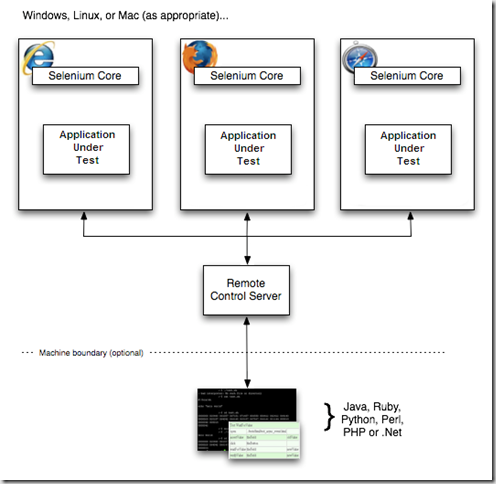 Windows, Linux, or Mac (as appropriate)...
Selenium Core
Selenium Core
Selenium Core
Application
Under
Test
Application
Under
Test
Application
Under
Test
Remote
Control Server
Machine boundary (optional)
Java, Ruby,
Python, Perl,
PHP or .Net